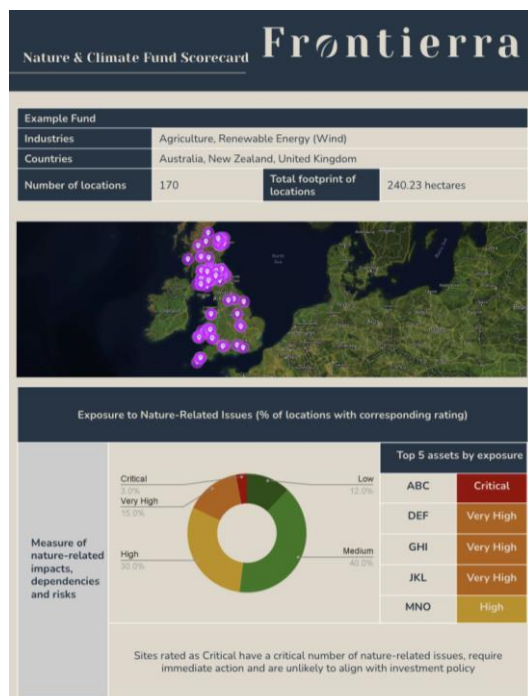 Nature & Climate Fund Scorecard
Frontierra
Example Fund
Industries Agriculture, Renewable Energy (Wind)
Countries Australia, New Zealand, United Kingdom
Number of locations 170 Total footprint of locations 240.23 hectares
North Sea
Exposure to Nature-Related Issues (% of locations with corresponding rating)
Measure of
nature-related
impacts,
dependencies
and risks
Critical
3.0%
Very High
15.0%
High
30.0%
Low
12.0%
Medium
40.0%
Top 5 assets by exposure
ABC Critical
DEF Very High
GHI Very High
JKL Very High
MNO High
Sites rated as Critical have a critical number of nature-related issues, require
immediate action and are unlikely to align with investment policy